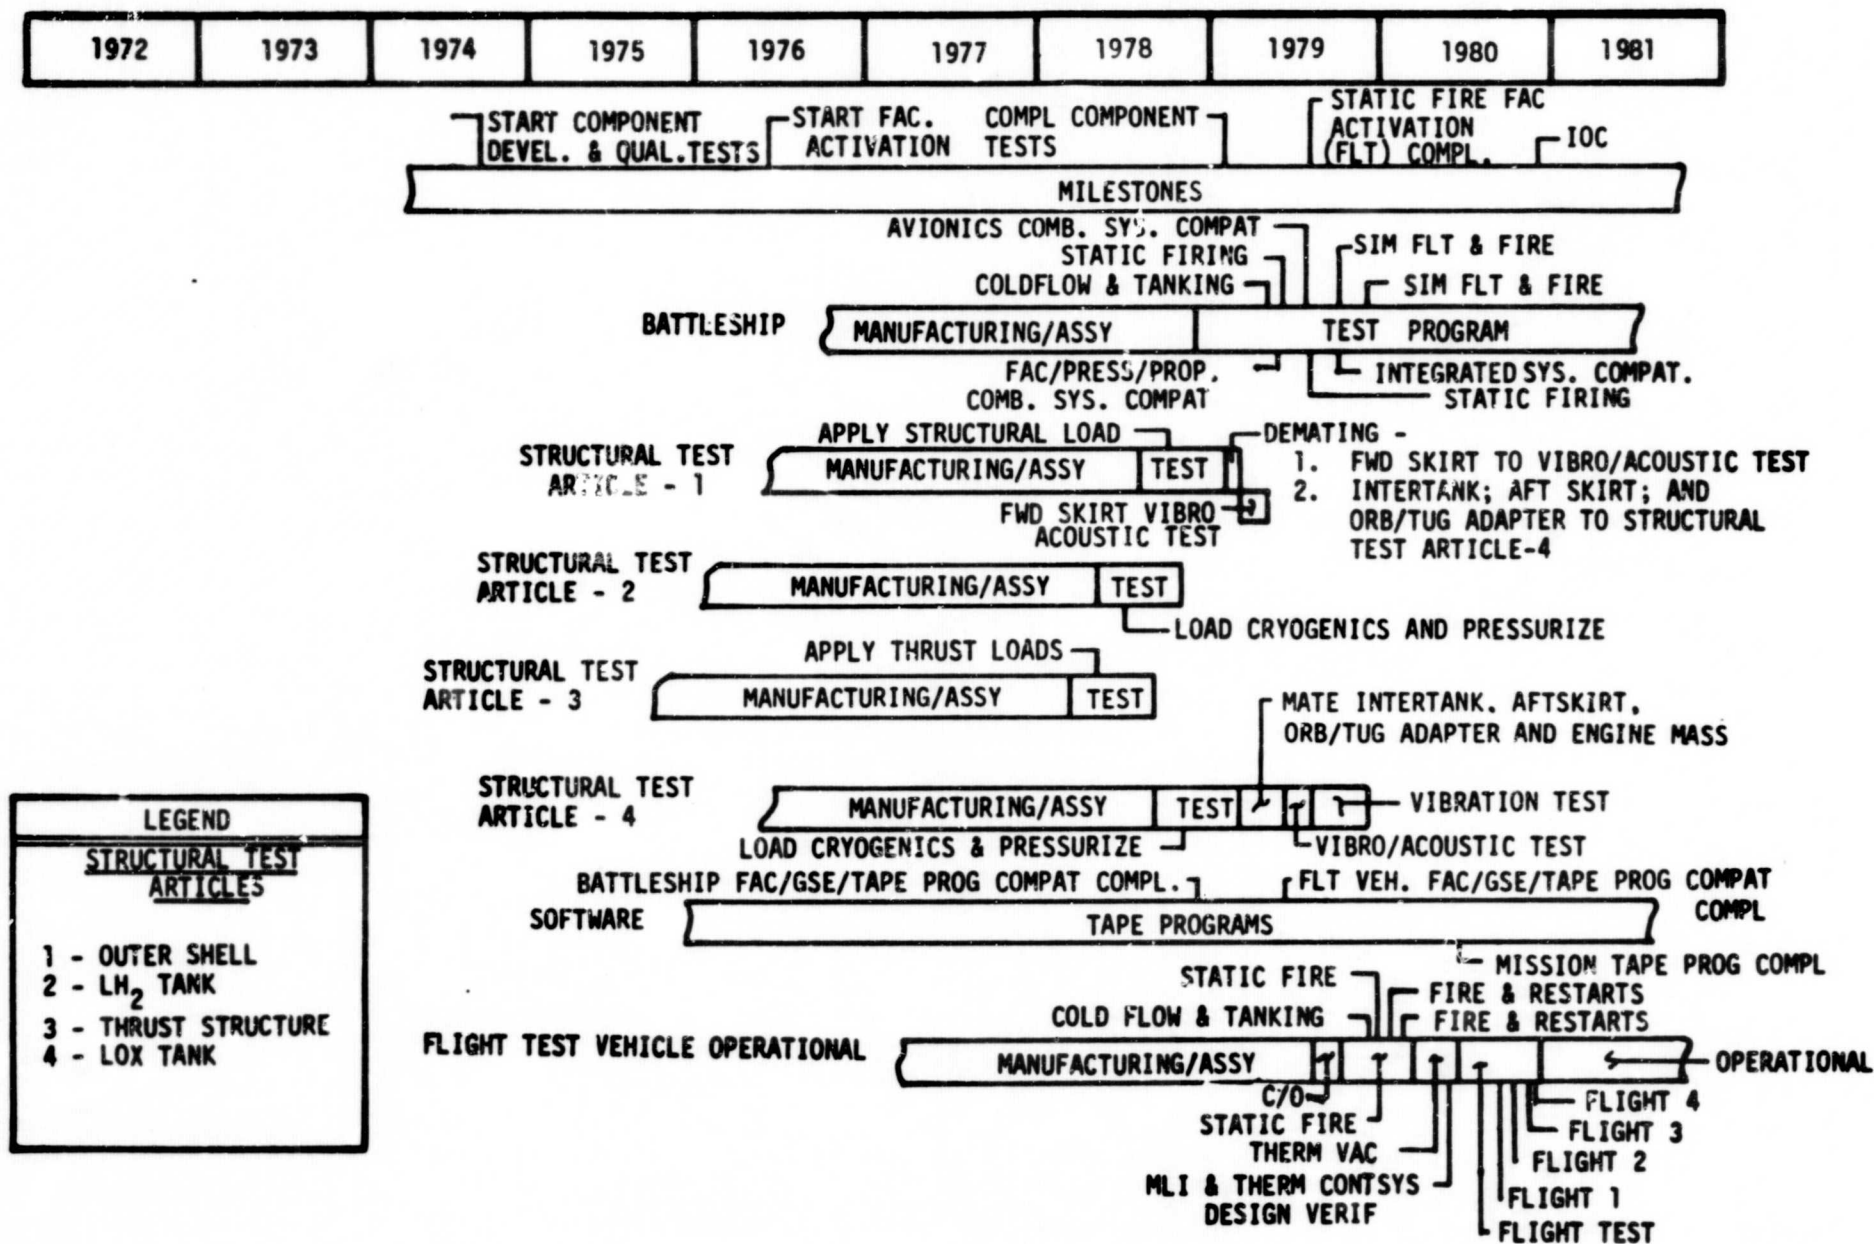 1972 1973 1974 1975 1976 1977 1978 1979 1980 1981
START COMPONENT
DEVEL. & QUAL.TESTS
START FAC.
ACTIVATION
COMPL COMPONENT
TESTS
STATIC FIRE FAC
ACTIVATION
(FLT) COMPL.
IOC
MILESTONES
AVIONICS COMB. SYS. COMPAT
STATIC FIRING
COLDFLOW & TANKING
SIM FLT & FIRE
SIM FLT & FIRE
BATTLESHIP
MANUFACTURING/ASSY
TEST PROGRAM
FAC/PRESS/PROP.
COMB. SYS. COMPAT
INTEGRATED SYS. COMPAT.
STATIC FIRING
APPLY STRUCTURAL LOAD
STRUCTURAL TEST
ARTICLE - 1
MANUFACTURING/ASSY
TEST
DEMATING -
1. FWD SKIRT TO VIBRO/ACOUSTIC TEST
2. INTERTANK; AFT SKIRT; AND
ORB/TUG ADAPTER TO STRUCTURAL
TEST ARTICLE-4
FWD SKIRT VIBRO
ACOUSTIC TEST
STRUCTURAL TEST
ARTICLE - 2
MANUFACTURING/ASSY
TEST
LOAD CRYOGENICS AND PRESSURIZE
APPLY THRUST LOADS
STRUCTURAL TEST
ARTICLE - 3
MANUFACTURING/ASSY
TEST
MATE INTERTANK. AFTSKIRT,
ORB/TUG ADAPTER AND ENGINE MASS
STRUCTURAL TEST
ARTICLE - 4
MANUFACTURING/ASSY
TEST
VIBRATION TEST
LOAD CRYOGENICS & PRESSURIZE
VIBRO/ACOUSTIC TEST
BATTLESHIP FAC/GSE/TAPE PROG COMPAT COMPL.
FLT VEH. FAC/GSE/TAPE PROG COMPAT
COMPL
SOFTWARE
TAPE PROGRAMS
MISSION TAPE PROG COMPL
STATIC FIRE
FIRE & RESTARTS
COLD FLOW & TANKING
FIRE & RESTARTS
FLIGHT TEST VEHICLE OPERATIONAL
MANUFACTURING/ASSY
OPERATIONAL
C/O
STATIC FIRE
THERM VAC
MLI & THERM CONTSYS
DESIGN VERIF
FLIGHT 4
FLIGHT 3
FLIGHT 2
FLIGHT 1
FLIGHT TEST
LEGEND
STRUCTURAL TEST
ARTICLES
1 - OUTER SHELL
2 - LH₂ TANK
3 - THRUST STRUCTURE
4 - LOX TANK